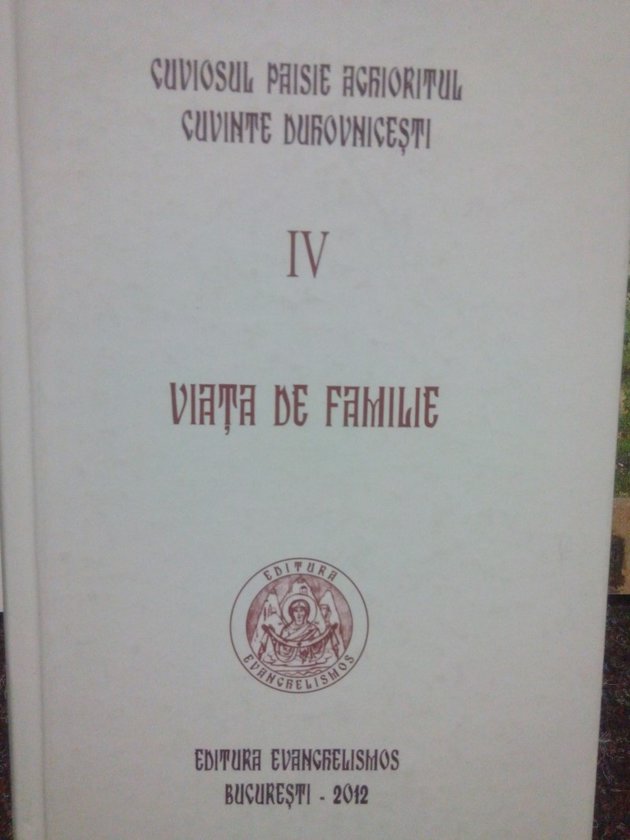 CUVIOSUL PAISIE AGHIORITUL
CUVINTE DUHOVNICEȘTI
IV
VIAȚA DE FAMILIE
EDITURA
EVANGHELISMOS
EDITURA EVANGHELISMOS
BUCUREȘTI - 2012